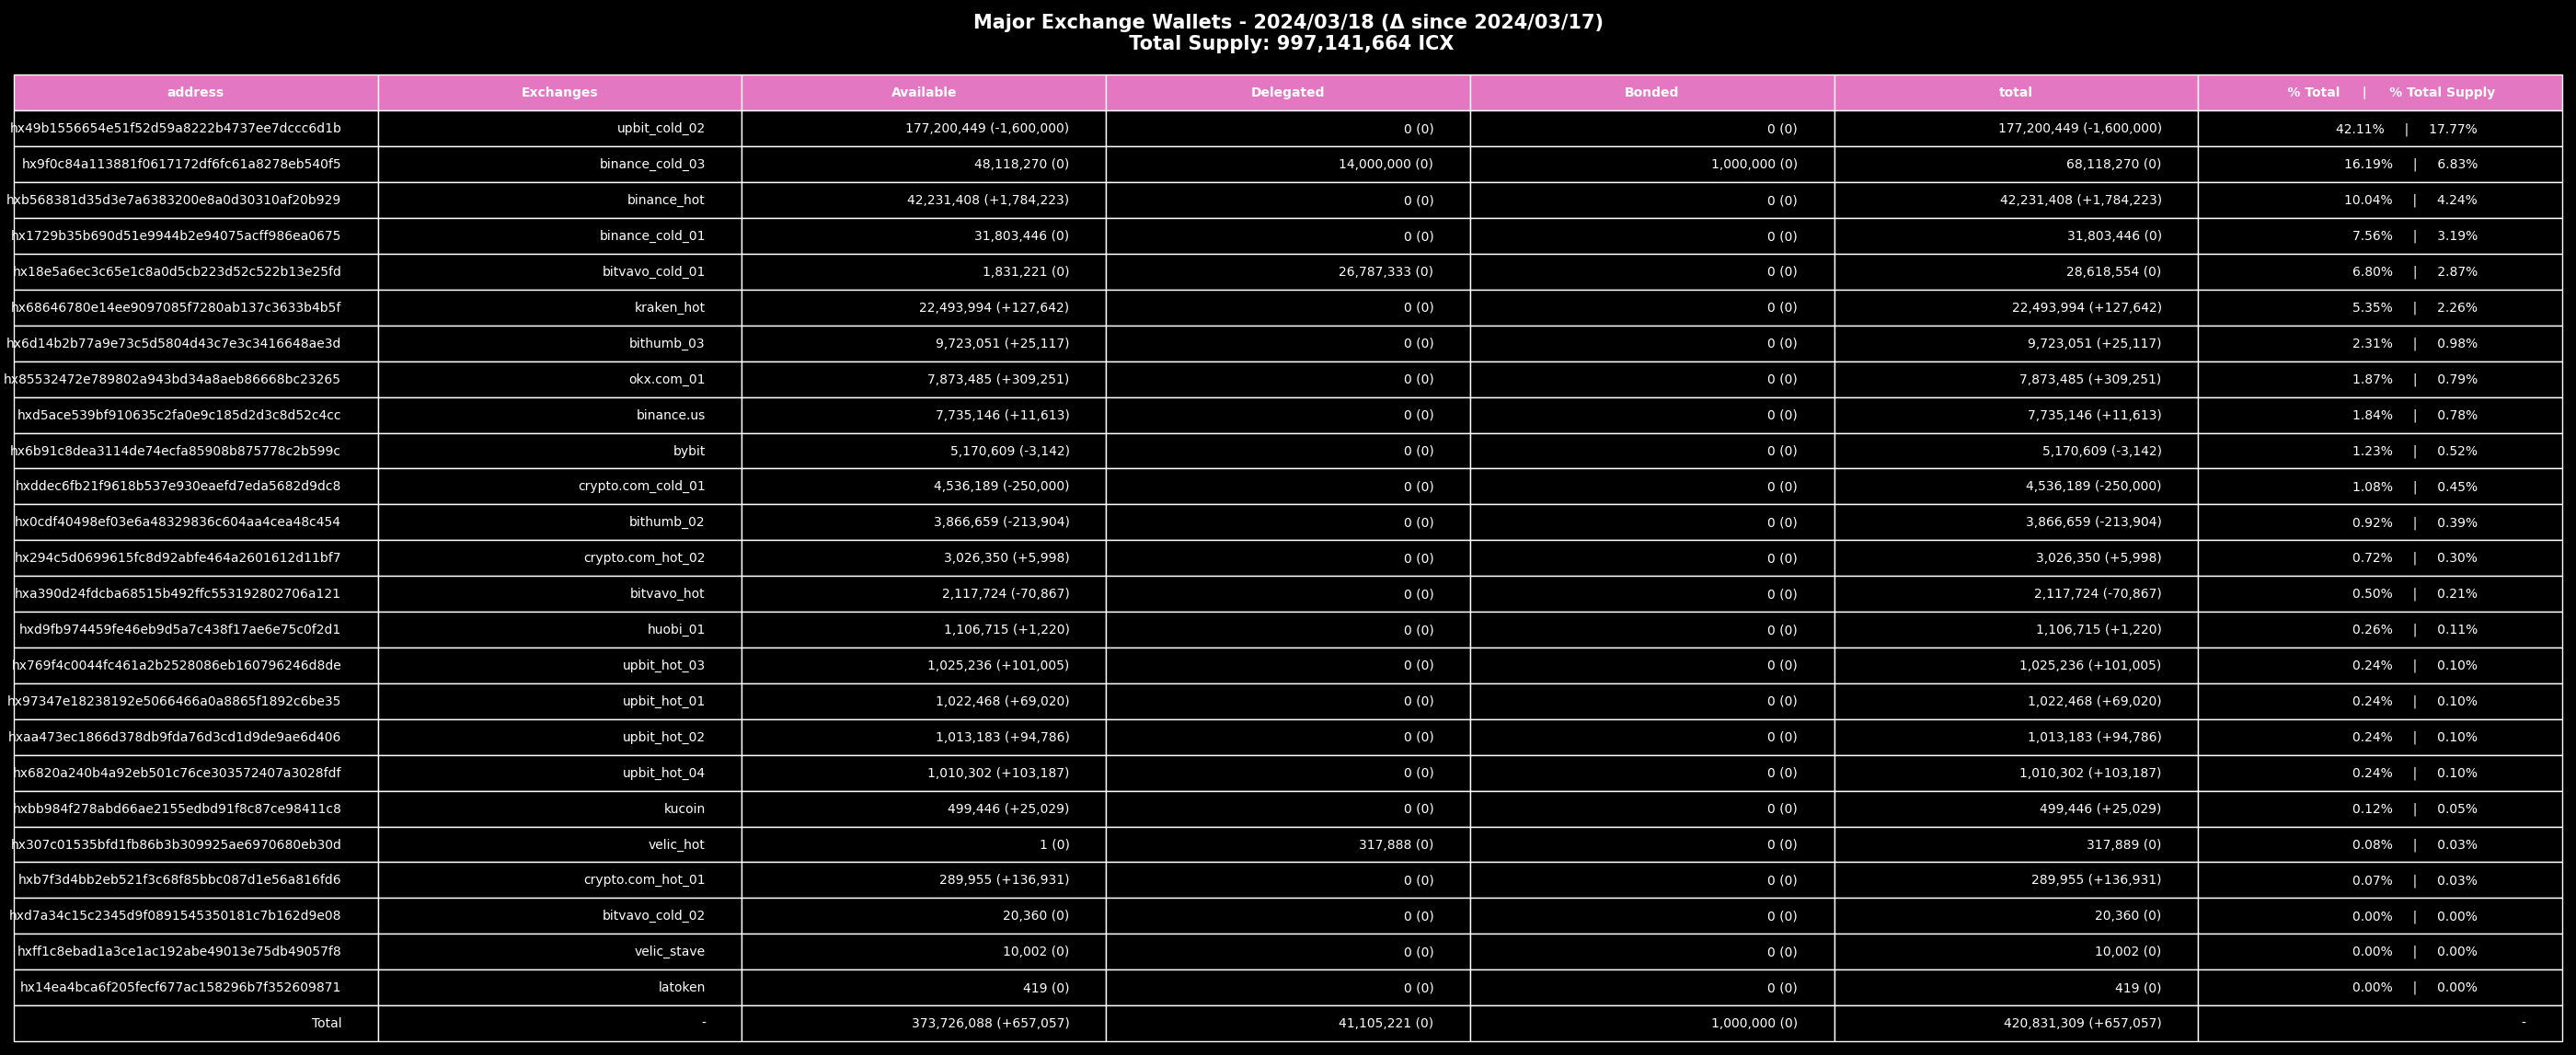 Major Exchange Wallets - 2024/03/18 (Δ since 2024/03/17)
Total Supply: 997,141,664 ICX
address Exchanges Available Delegated Bonded total % Total | % Total Supply
hx49b1556654e51f52d59a8222b4737ee7dccc6d1b upbit_cold_02 177,200,449 (-1,600,000) 0 (0) 0 (0) 177,200,449 (-1,600,000) 42.11% | 17.77%
hx9f0c84a113881f0617172df6fc61a8278eb540f5 binance_cold_03 48,118,270 (0) 14,000,000 (0) 1,000,000 (0) 68,118,270 (0) 16.19% | 6.83%
hxb568381d35d3e7a6383200e8a0d30310af20b929 binance_hot 42,231,408 (+1,784,223) 0 (0) 0 (0) 42,231,408 (+1,784,223) 10.04% | 4.24%
hx1729b35b690d51e9944b2e94075acff986ea0675 binance_cold_01 31,803,446 (0) 0 (0) 0 (0) 31,803,446 (0) 7.56% | 3.19%
hx18e5a6ec3c65e1c8a0d5cb223d52c522b13e25fd bitvavo_cold_01 1,831,221 (0) 26,787,333 (0) 0 (0) 28,618,554 (0) 6.80% | 2.87%
hx68646780e14ee9097085f7280ab137c3633b4b5f kraken_hot 22,493,994 (+127,642) 0 (0) 0 (0) 22,493,994 (+127,642) 5.35% | 2.26%
hx6d14b2b77a9e73c5d5804d43c7e3c3416648ae3d bithumb_03 9,723,051 (+25,117) 0 (0) 0 (0) 9,723,051 (+25,117) 2.31% | 0.98%
hx85532472e789802a943bd34a8aeb86668bc23265 okx.com_01 7,873,485 (+309,251) 0 (0) 0 (0) 7,873,485 (+309,251) 1.87% | 0.79%
hxd5ace539bf910635c2fa0e9c185d2d3c8d52c4cc binance.us 7,735,146 (+11,613) 0 (0) 0 (0) 7,735,146 (+11,613) 1.84% | 0.78%
hx6b91c8dea3114de74ecfa85908b875778c2b599c bybit 5,170,609 (-3,142) 0 (0) 0 (0) 5,170,609 (-3,142) 1.23% | 0.52%
hxddec6fb21f9618b537e930eaefd7eda5682d9dc8 crypto.com_cold_01 4,536,189 (-250,000) 0 (0) 0 (0) 4,536,189 (-250,000) 1.08% | 0.45%
hx0cdf40498ef03e6a48329836c604aa4cea48c454 bithumb_02 3,866,659 (-213,904) 0 (0) 0 (0) 3,866,659 (-213,904) 0.92% | 0.39%
hx294c5d0699615fc8d92abfe464a2601612d11bf7 crypto.com_hot_02 3,026,350 (+5,998) 0 (0) 0 (0) 3,026,350 (+5,998) 0.72% | 0.30%
hxa390d24fdcba68515b492ffc553192802706a121 bitvavo_hot 2,117,724 (-70,867) 0 (0) 0 (0) 2,117,724 (-70,867) 0.50% | 0.21%
hxd9fb974459fe46eb9d5a7c438f17ae6e75c0f2d1 huobi_01 1,106,715 (+1,220) 0 (0) 0 (0) 1,106,715 (+1,220) 0.26% | 0.11%
hx769f4c0044fc461a2b2528086eb160796246d8de upbit_hot_03 1,025,236 (+101,005) 0 (0) 0 (0) 1,025,236 (+101,005) 0.24% | 0.10%
hx97347e18238192e5066466a0a8865f1892c6be35 upbit_hot_01 1,022,468 (+69,020) 0 (0) 0 (0) 1,022,468 (+69,020) 0.24% | 0.10%
hxaa473ec1866d378db9fda76d3cd1d9de9ae6d406 upbit_hot_02 1,013,183 (+94,786) 0 (0) 0 (0) 1,013,183 (+94,786) 0.24% | 0.10%
hx6820a240b4a92eb501c76ce303572407a3028fdf upbit_hot_04 1,010,302 (+103,187) 0 (0) 0 (0) 1,010,302 (+103,187) 0.24% | 0.10%
hxbb984f278abd66ae2155edbd91f8c87ce98411c8 kucoin 499,446 (+25,029) 0 (0) 0 (0) 499,446 (+25,029) 0.12% | 0.05%
hx307c01535bfd1fb86b3b309925ae6970680eb30d velic_hot 1 (0) 317,888 (0) 0 (0) 317,889 (0) 0.08% | 0.03%
hxb7f3d4bb2eb521f3c68f85bbc087d1e56a816fd6 crypto.com_hot_01 289,955 (+136,931) 0 (0) 0 (0) 289,955 (+136,931) 0.07% | 0.03%
hxd7a34c15c2345d9f0891545350181c7b162d9e08 bitvavo_cold_02 20,360 (0) 0 (0) 0 (0) 20,360 (0) 0.00% | 0.00%
hxff1c8ebad1a3ce1ac192abe49013e75db49057f8 velic_stave 10,002 (0) 0 (0) 0 (0) 10,002 (0) 0.00% | 0.00%
hx14ea4bca6f205fecf677ac158296b7f352609871 latoken 419 (0) 0 (0) 0 (0) 419 (0) 0.00% | 0.00%
Total - 373,726,088 (+657,057) 41,105,221 (0) 1,000,000 (0) 420,831,309 (+657,057) -